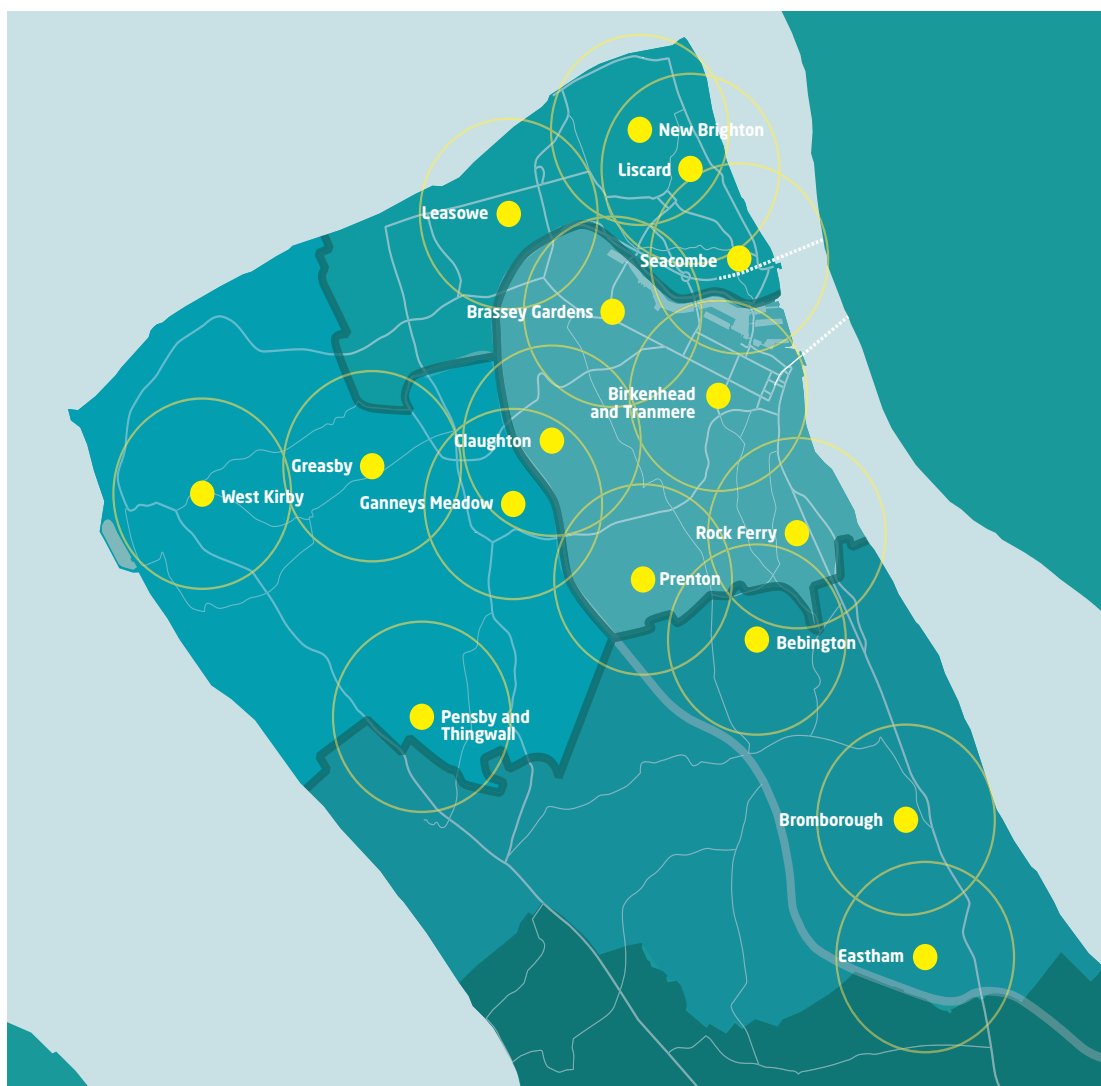 New Brighton
Liscard
Leasowe
Seacombe
Brassey Gardens
Birkenhead
and Tranmere
Claughton
Greasby
West Kirby
Ganneys Meadow
Rock Ferry
Prenton
Bebington
Pensby and
Thingwall
Bromborough
Eastham